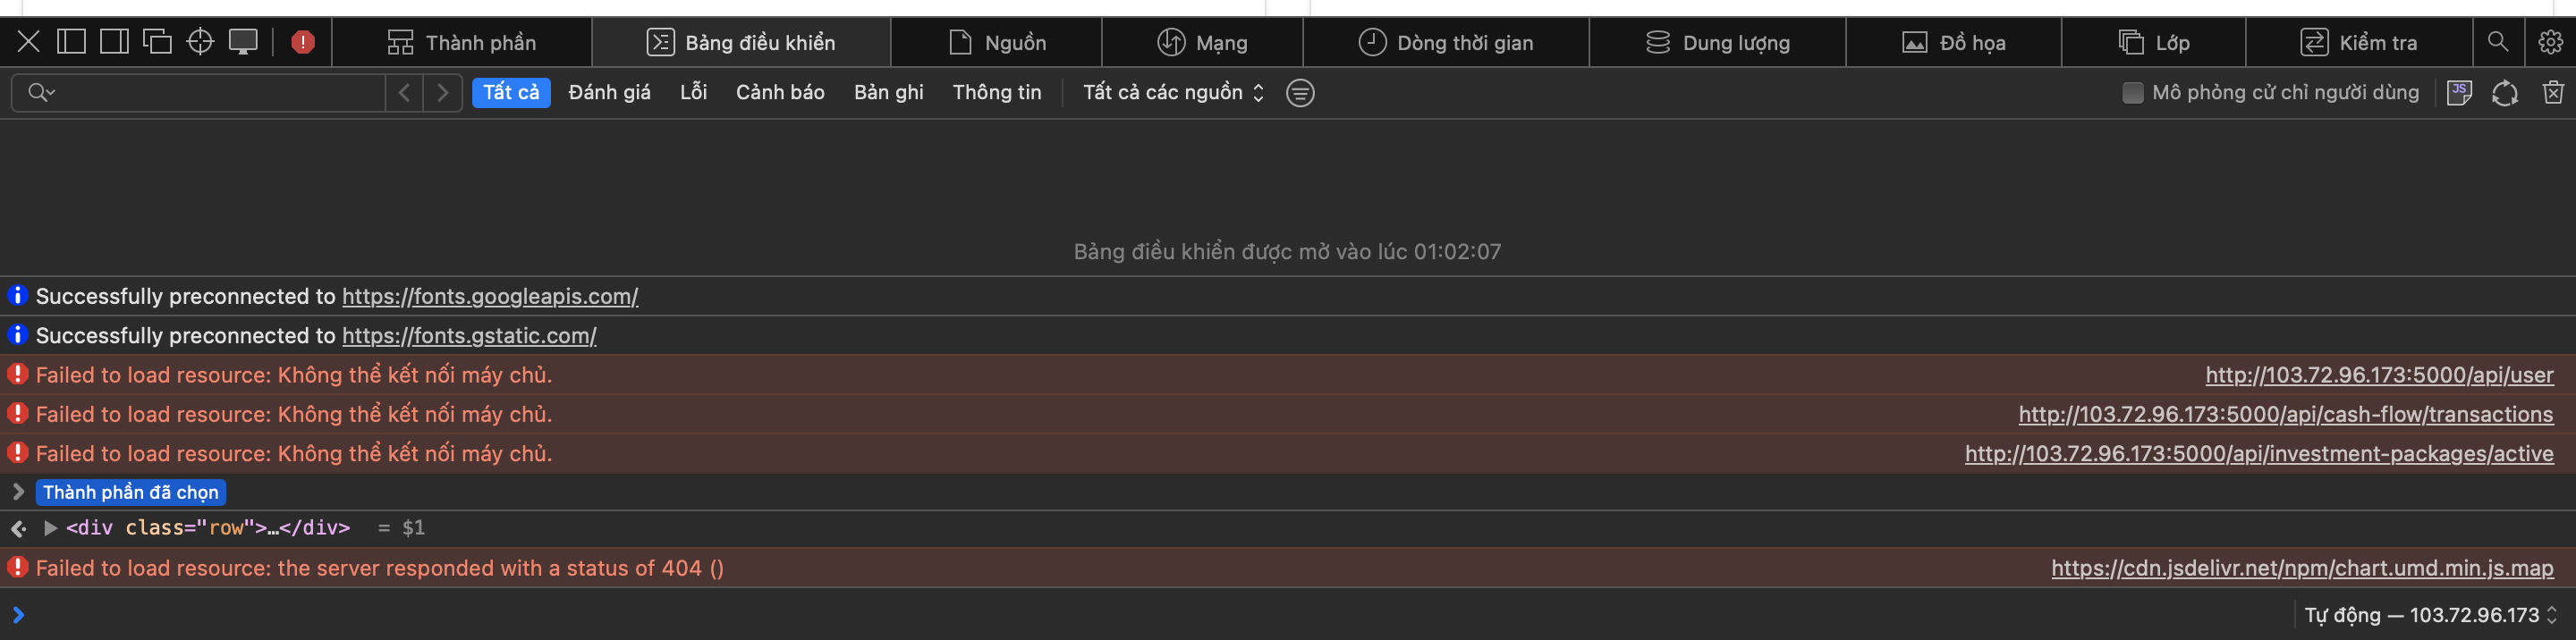 Thành phần Bảng điều khiển Nguồn Mạng Dòng thời gian Dung lượng Đồ họa Lớp Kiểm tra
Tất cả Đánh giá Lỗi Cảnh báo Bản ghi Thông tin Tất cả các nguồn Mô phỏng cử chỉ người dùng JS
Bảng điều khiển được mở vào lúc 01:02:07
Successfully preconnected to https://fonts.googleapis.com/
Successfully preconnected to https://fonts.gstatic.com/
Failed to load resource: Không thể kết nối máy chủ. http://103.72.96.173:5000/api/user
Failed to load resource: Không thể kết nối máy chủ. http://103.72.96.173:5000/api/cash-flow/transactions
Failed to load resource: Không thể kết nối máy chủ. http://103.72.96.173:5000/api/investment-packages/active
Thành phần đã chọn
<div class="row">…</div> = $1
Failed to load resource: the server responded with a status of 404 () https://cdn.jsdelivr.net/npm/chart.umd.min.js.map
Tự động — 103.72.96.173